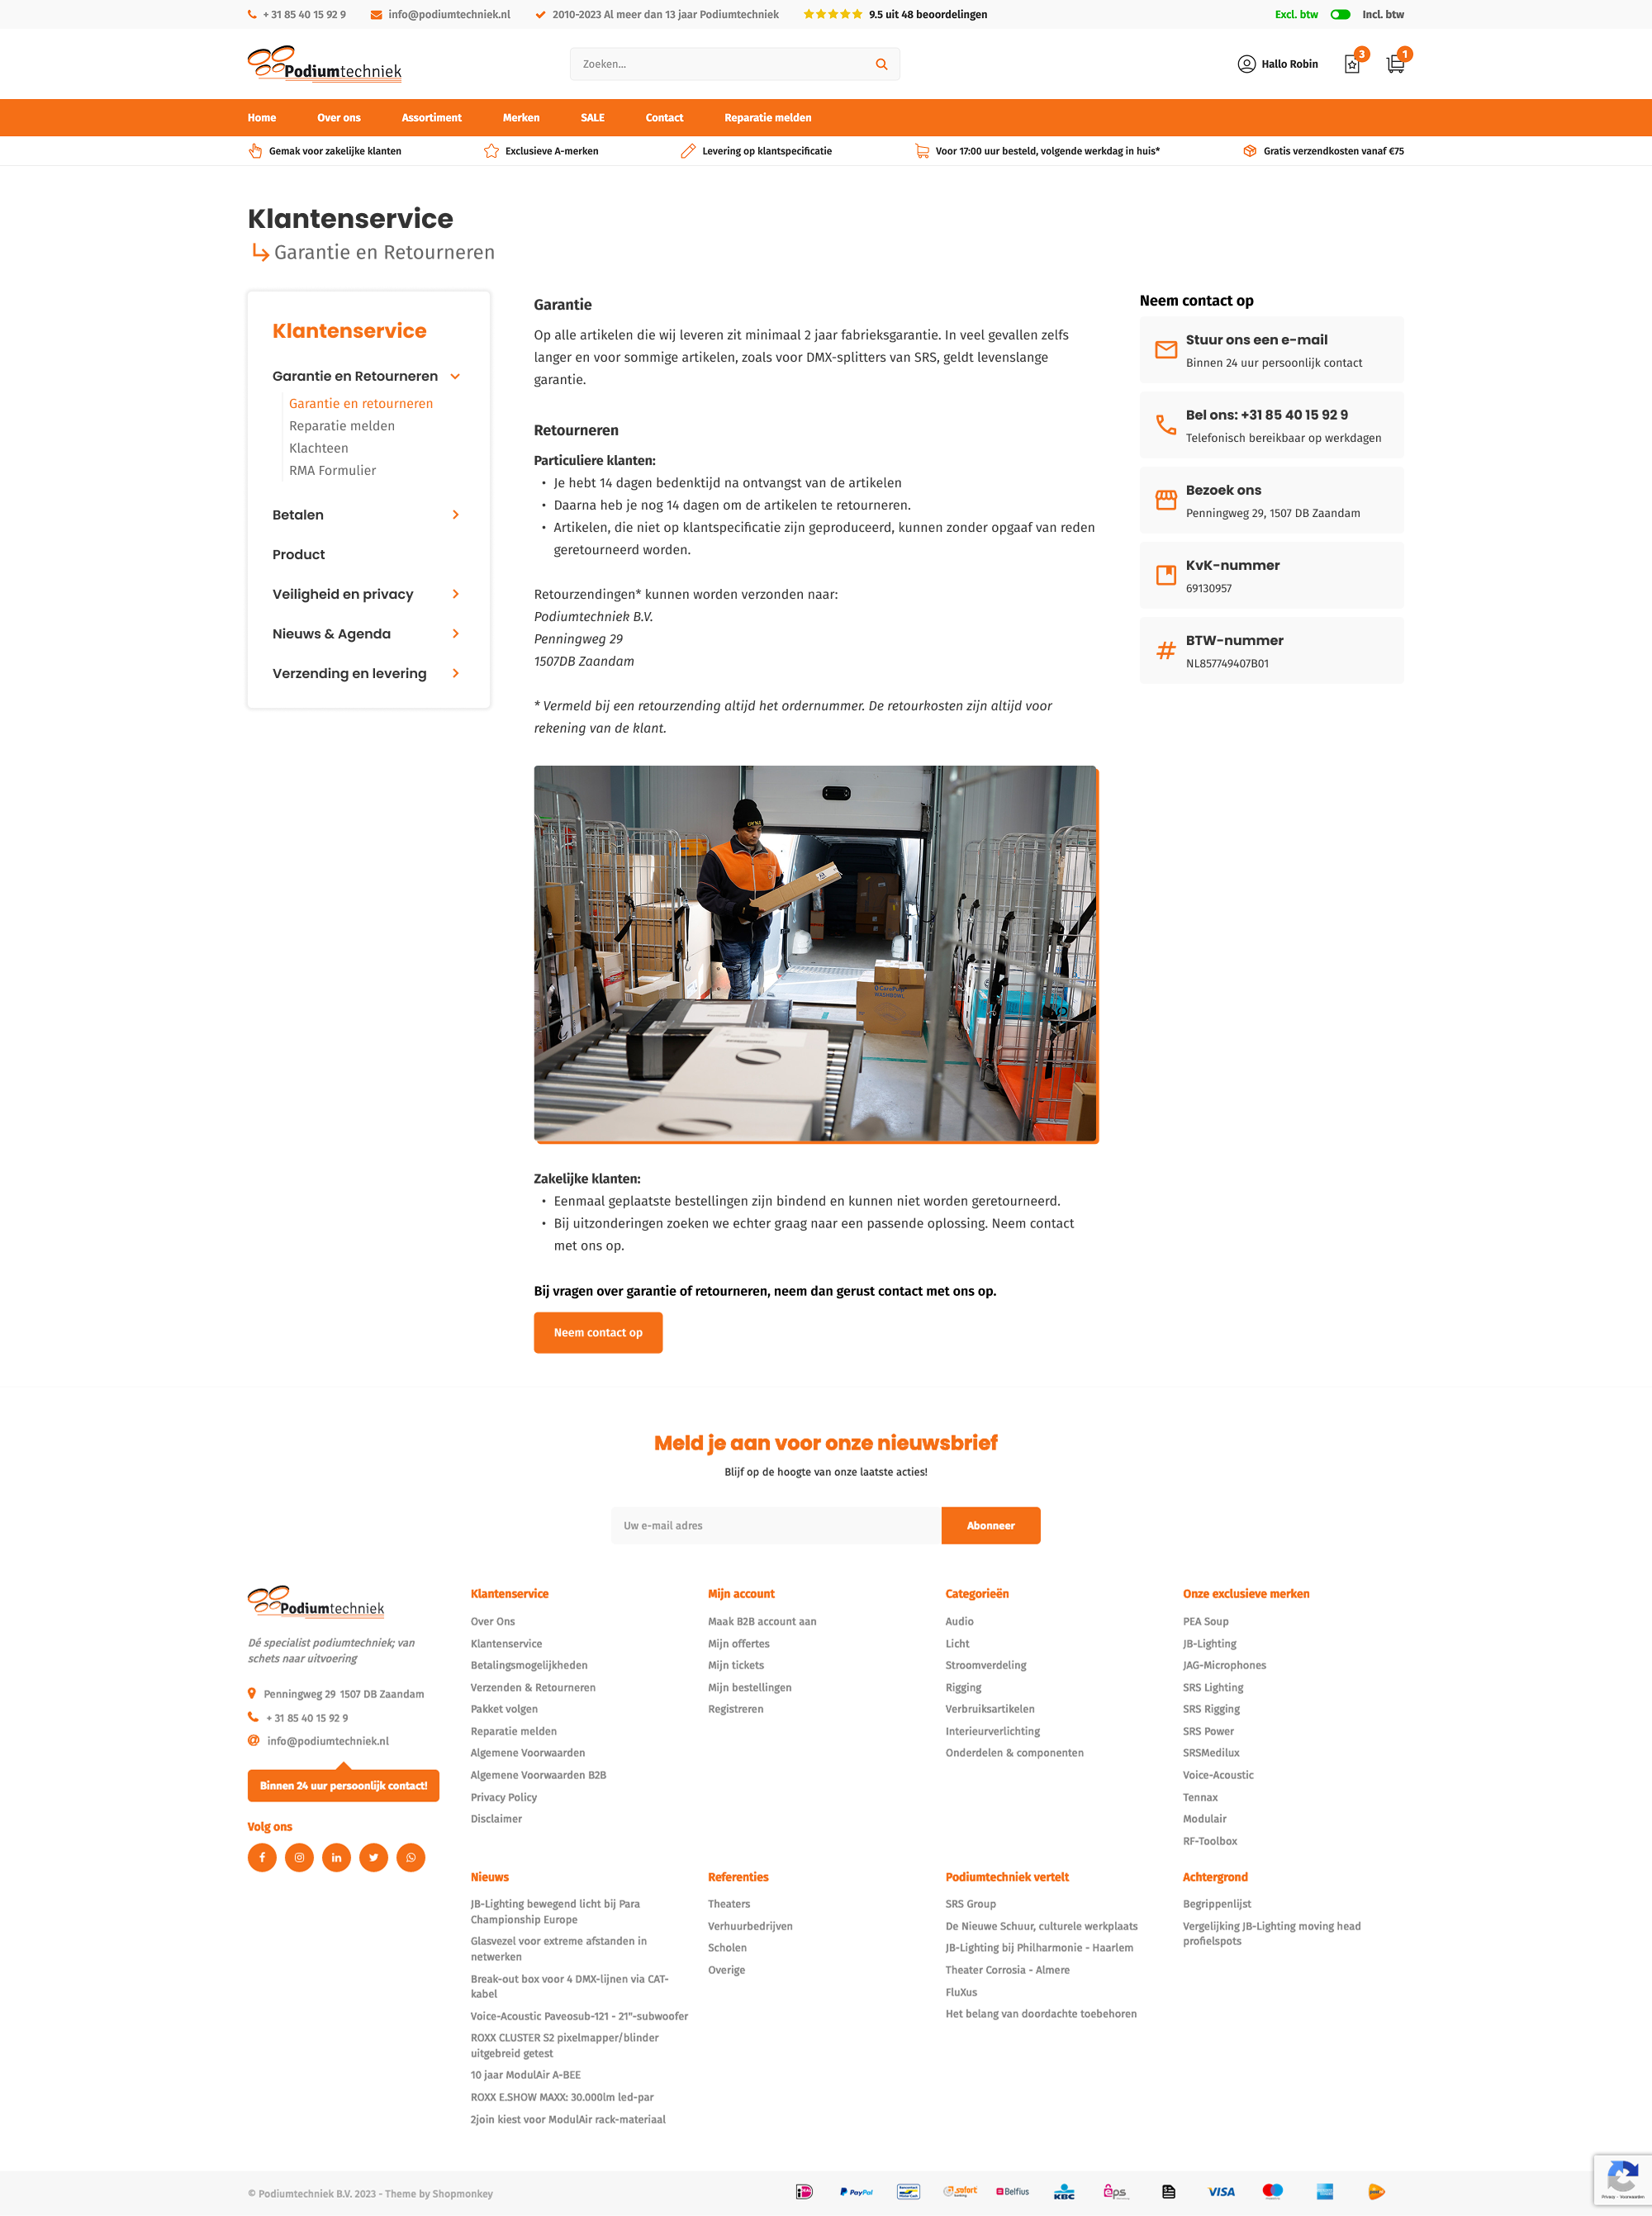 + 31 85 40 15 92 9 info@podiumtechniek.nl 2010-2023 Al meer dan 13 jaar Podiumtechniek 9.5 uit 48 beoordelingen Excl. btw Incl. btw
Podiumtechniek Zoeken... Hallo Robin 3 1
Home Over ons Assortiment Merken SALE Contact Reparatie melden
Gemak voor zakelijke klanten Exclusieve A-merken Levering op klantspecificatie Voor 17:00 uur besteld, volgende werkdag in huis* Gratis verzendkosten vanaf €75
Klantenservice
Garantie en Retourneren
Klantenservice
Garantie en Retourneren
Garantie en retourneren
Reparatie melden
Klachteen
RMA Formulier
Betalen
Product
Veiligheid en privacy
Nieuws & Agenda
Verzending en levering
Garantie
Op alle artikelen die wij leveren zit minimaal 2 jaar fabrieksgarantie. In veel gevallen zelfs
langer en voor sommige artikelen, zoals voor DMX-splitters van SRS, geldt levenslange
garantie.
Retourneren
Particuliere klanten:
• Je hebt 14 dagen bedenktijd na ontvangst van de artikelen
• Daarna heb je nog 14 dagen om de artikelen te retourneren.
• Artikelen, die niet op klantspecificatie zijn geproduceerd, kunnen zonder opgaaf van reden
geretourneerd worden.
Retourzendingen* kunnen worden verzonden naar:
Podiumtechniek B.V.
Penningweg 29
1507DB Zaandam
* Vermeld bij een retourzending altijd het ordernummer. De retourkosten zijn altijd voor
rekening van de klant.
Zakelijke klanten:
• Eenmaal geplaatste bestellingen zijn bindend en kunnen niet worden geretourneerd.
• Bij uitzonderingen zoeken we echter graag naar een passende oplossing. Neem contact
met ons op.
Bij vragen over garantie of retourneren, neem dan gerust contact met ons op.
Neem contact op
Neem contact op
Stuur ons een e-mail
Binnen 24 uur persoonlijk contact
Bel ons: +31 85 40 15 92 9
Telefonisch bereikbaar op werkdagen
Bezoek ons
Penningweg 29, 1507 DB Zaandam
KvK-nummer
69130957
BTW-nummer
NL857749407B01
Meld je aan voor onze nieuwsbrief
Blijf op de hoogte van onze laatste acties!
Uw e-mail adres Abonneer
Podiumtechniek
Dé specialist podiumtechniek; van
schets naar uitvoering
Penningweg 29 1507 DB Zaandam
+ 31 85 40 15 92 9
info@podiumtechniek.nl
Binnen 24 uur persoonlijk contact!
Volg ons
Klantenservice
Over Ons
Klantenservice
Betalingsmogelijkheden
Verzenden & Retourneren
Pakket volgen
Reparatie melden
Algemene Voorwaarden
Algemene Voorwaarden B2B
Privacy Policy
Disclaimer
Mijn account
Maak B2B account aan
Mijn offertes
Mijn tickets
Mijn bestellingen
Registreren
Categorieën
Audio
Licht
Stroomverdeling
Rigging
Verbruiksartikelen
Interieurverlichting
Onderdelen & componenten
Onze exclusieve merken
PEA Soup
JB-Lighting
JAG-Microphones
SRS Lighting
SRS Rigging
SRS Power
SRSMedilux
Voice-Acoustic
Tennax
Modulair
RF-Toolbox
Nieuws
JB-Lighting bewegend licht bij Para
Championship Europe
Glasvezel voor extreme afstanden in
netwerken
Break-out box voor 4 DMX-lijnen via CAT-
kabel
Voice-Acoustic Paveosub-121 - 21"-subwoofer
ROXX CLUSTER S2 pixelmapper/blinder
uitgebreid getest
10 jaar ModulAir A-BEE
ROXX E.SHOW MAXX: 30.000lm led-par
2join kiest voor ModulAir rack-materiaal
Referenties
Theaters
Verhuurbedrijven
Scholen
Overige
Podiumtechniek vertelt
SRS Group
De Nieuwe Schuur, culturele werkplaats
JB-Lighting bij Philharmonie - Haarlem
Theater Corrosia - Almere
FluXus
Het belang van doordachte toebehoren
Achtergrond
Begrippenlijst
Vergelijking JB-Lighting moving head
profielspots
© Podiumtechniek B.V. 2023 - Theme by Shopmonkey
PayPal sofort Belfius KBC eps VISA
Privacy - Voorwaarden